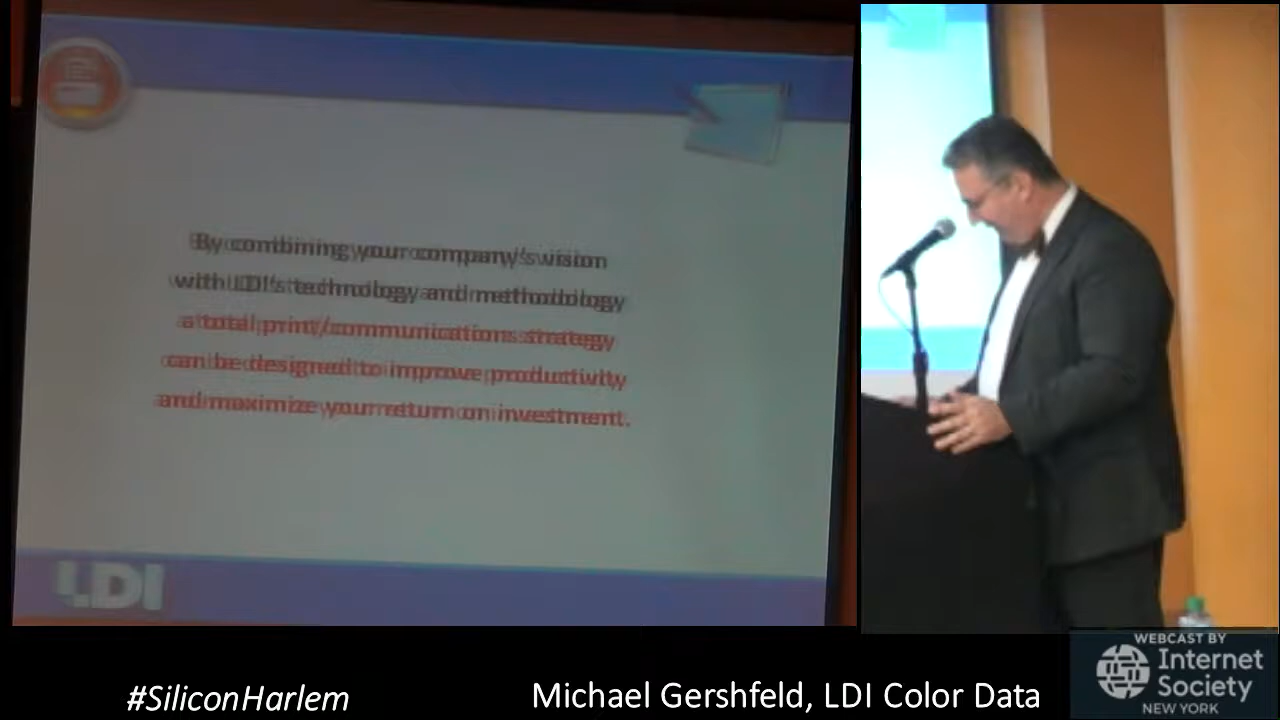 By combining your company's vision
with LDI's technology and methodology
a total print/communications strategy
can be designed to improve productivity
and maximize your return on investment.
LDI
#SiliconHarlem
Michael Gershfeld, LDI Color Data
WEBCAST BY
Internet
Society
NEW YORK